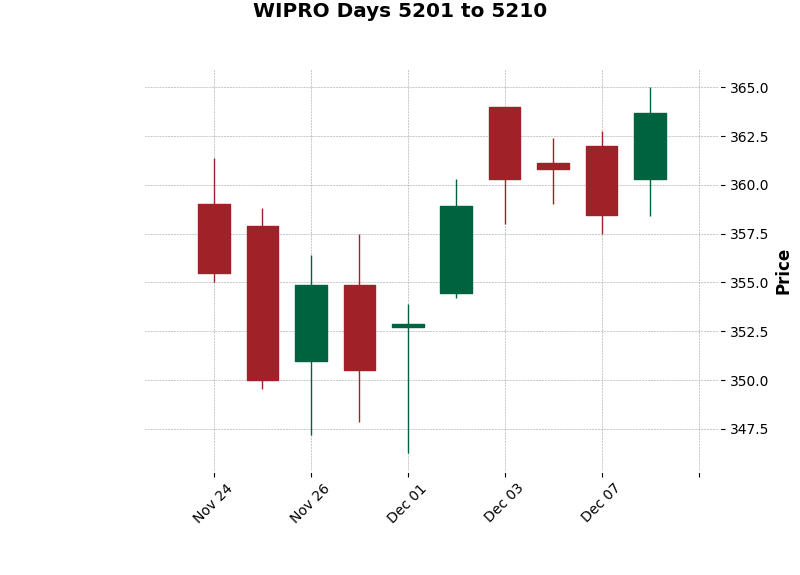 WIPRO Days 5201 to 5210
365.0
362.5
360.0
357.5
355.0
352.5
350.0
347.5
Price
Nov 24
Nov 26
Dec 01
Dec 03
Dec 07